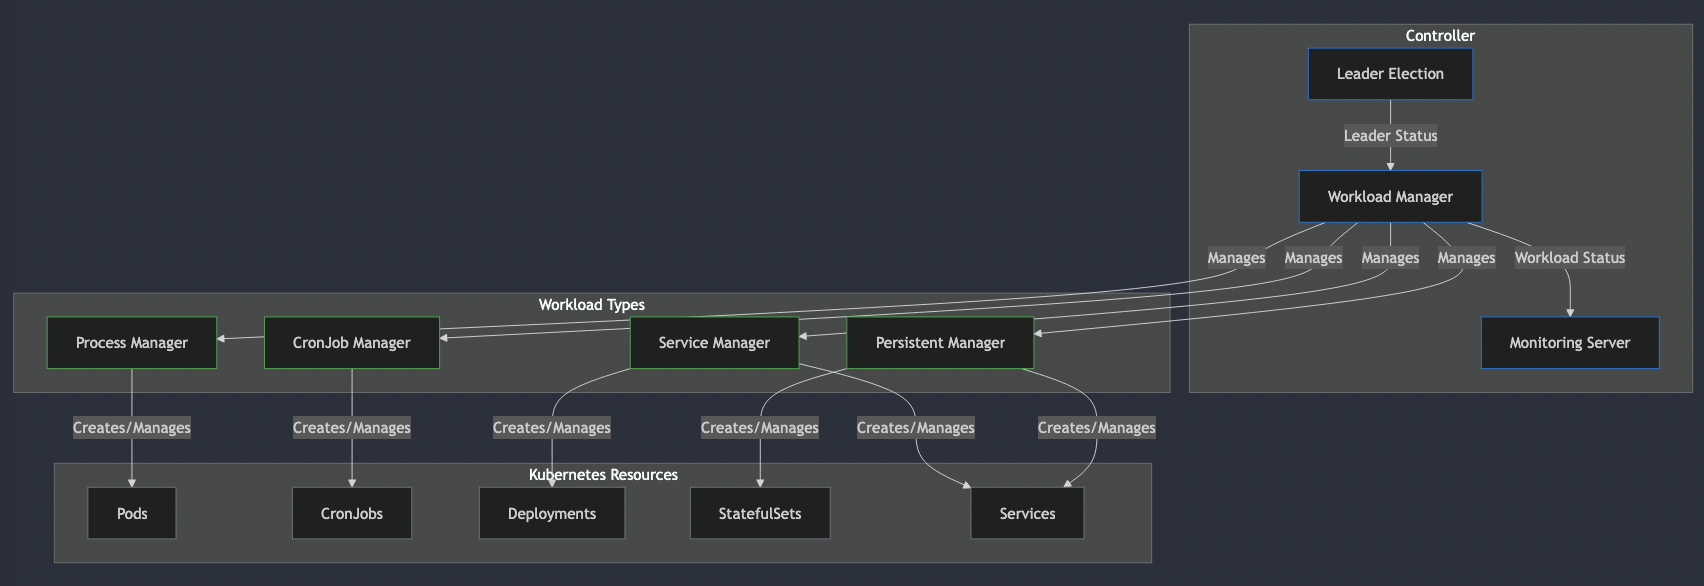 Controller
Leader Election
Leader Status
Workload Manager
Manages
Manages
Manages
Manages
Workload Status
Workload Types
Process Manager
CronJob Manager
Service Manager
Persistent Manager
Monitoring Server
Creates/Manages
Creates/Manages
Creates/Manages
Creates/Manages
Creates/Manages
Creates/Manages
Kubernetes Resources
Pods
CronJobs
Deployments
StatefulSets
Services